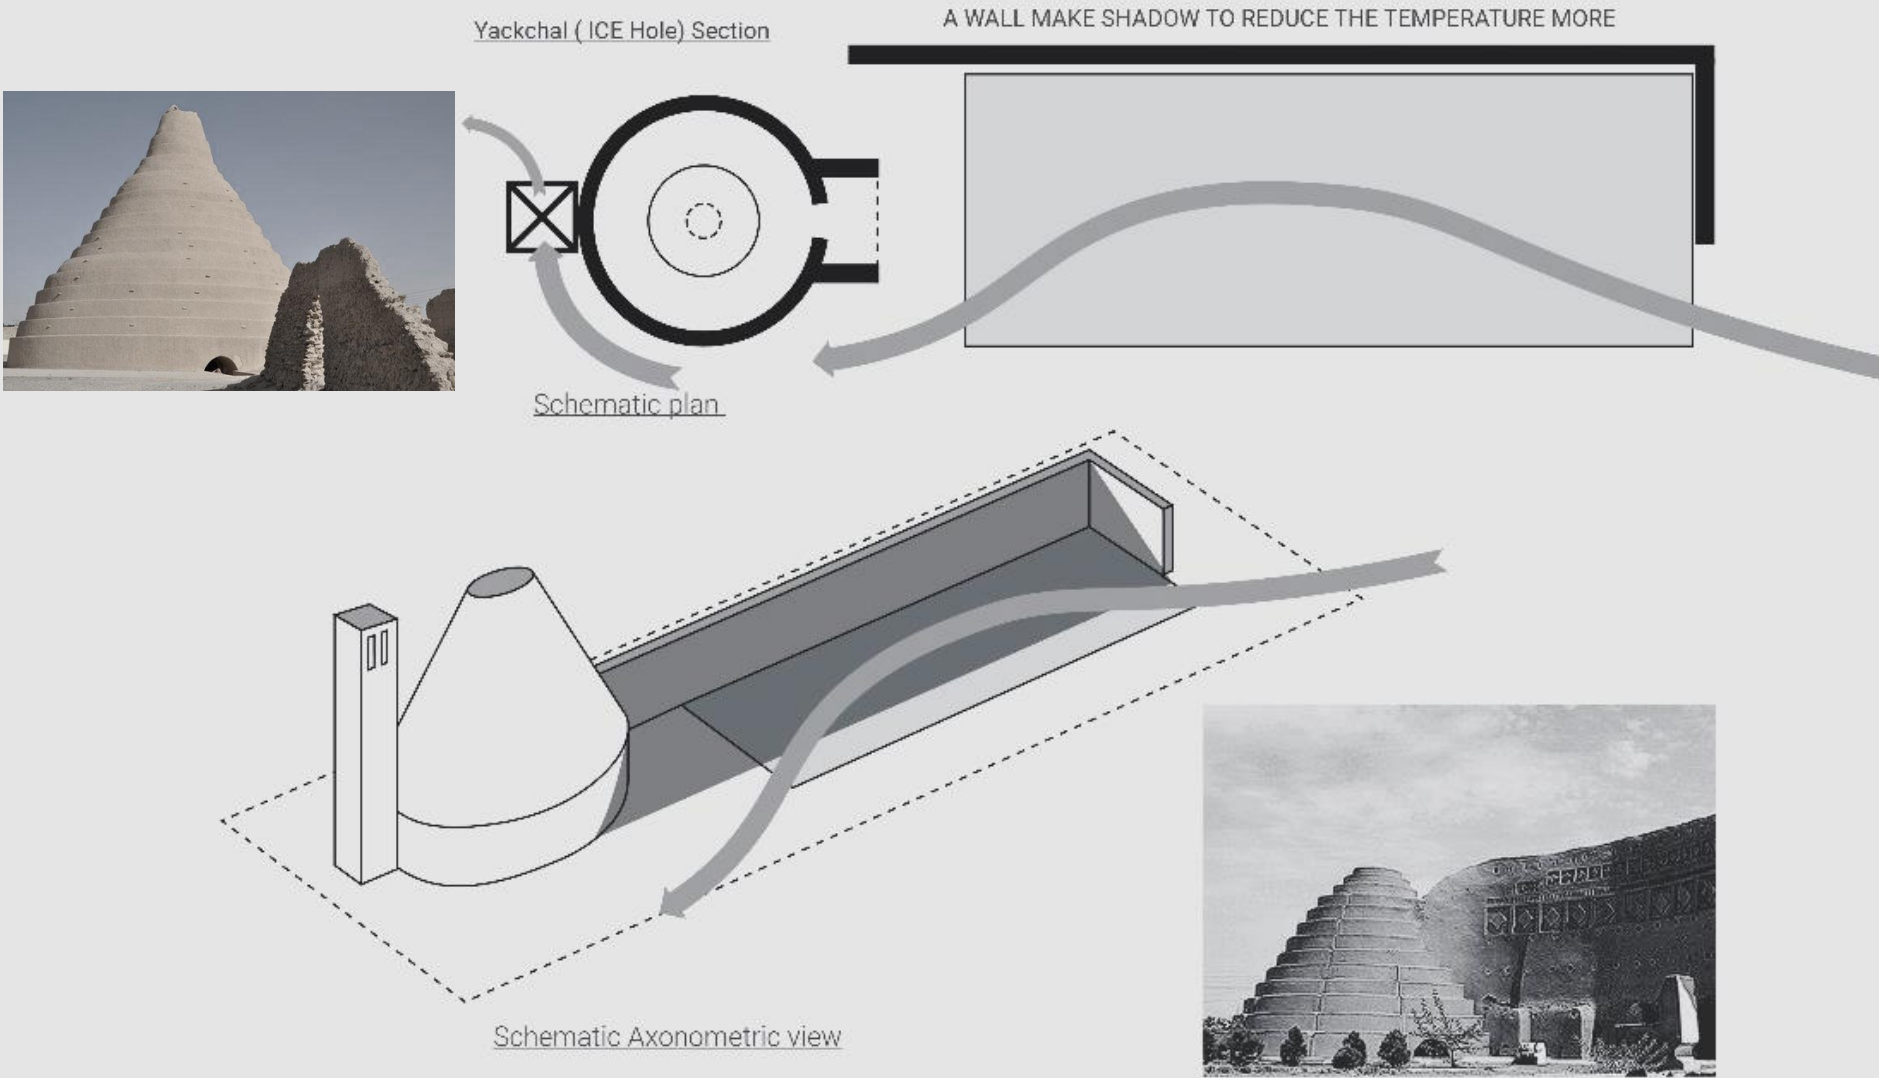 Yackchal ( ICE Hole) Section
A WALL MAKE SHADOW TO REDUCE THE TEMPERATURE MORE
Schematic plan
Schematic Axonometric view